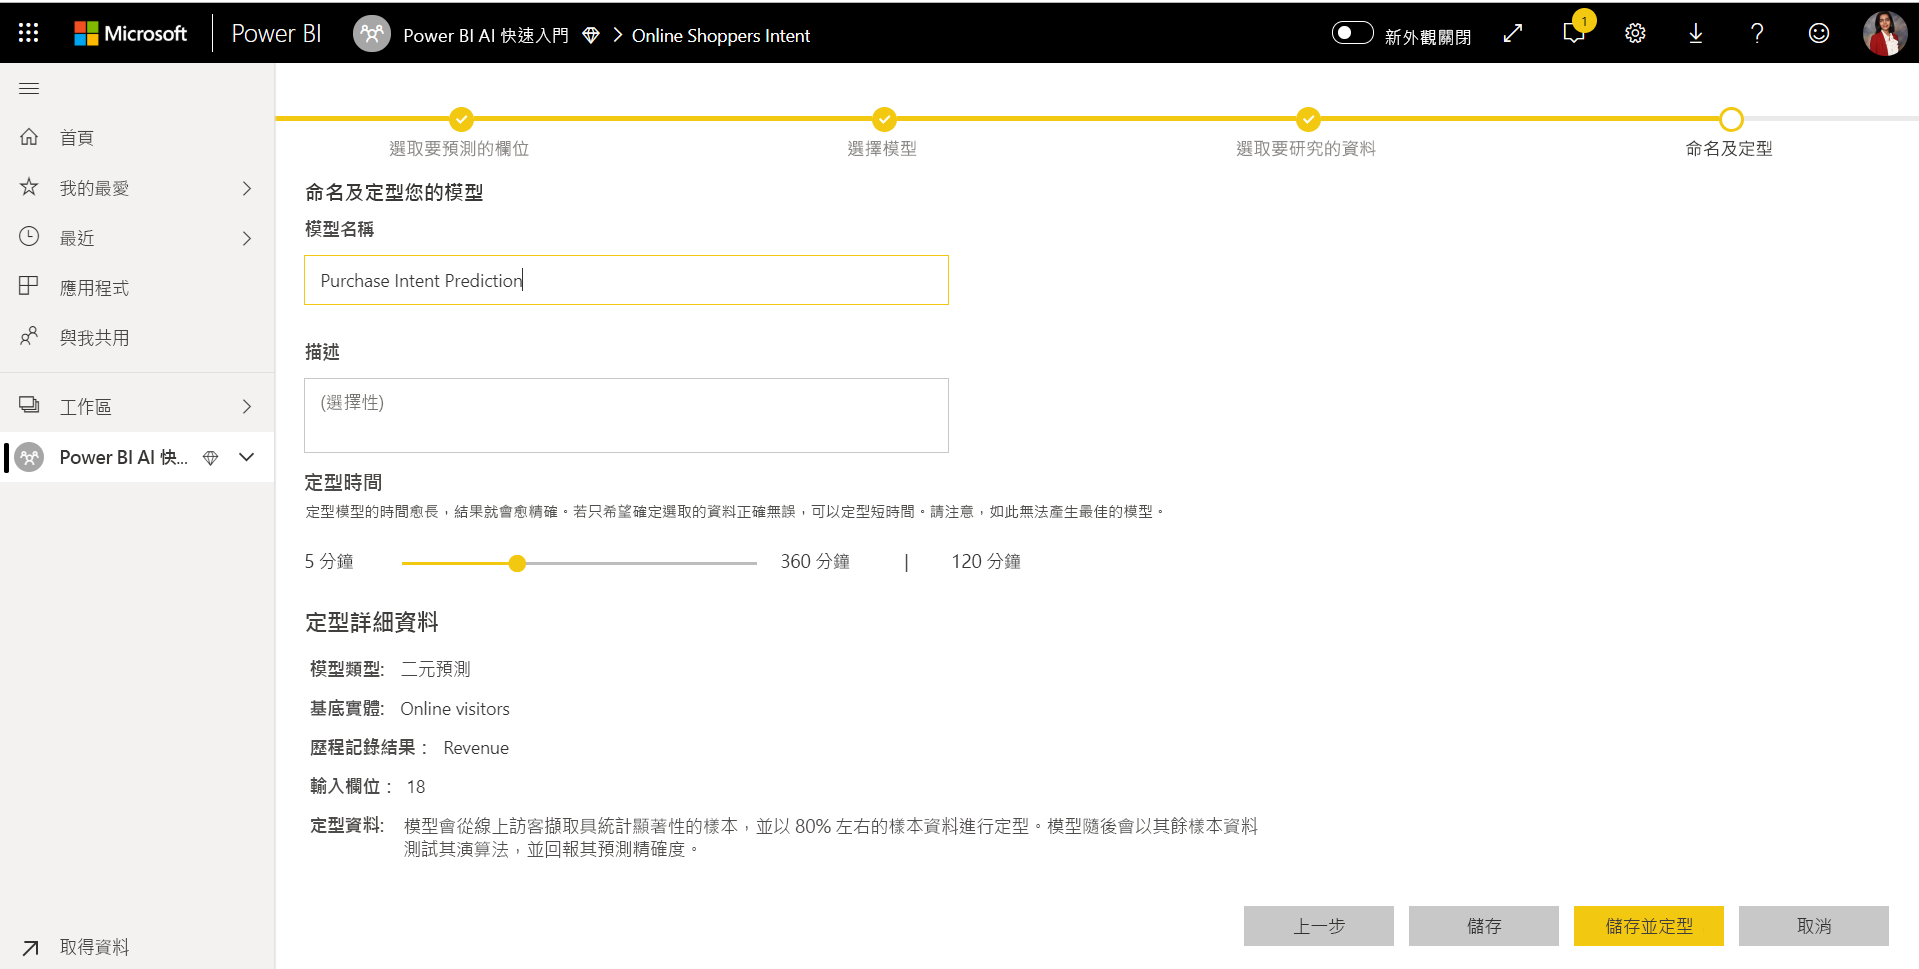 Microsoft
Power BI
Power BI AI 快速入門
Online Shoppers Intent
新外觀關閉
1
首頁
我的最愛
最近
應用程式
與我共用
工作區
Power BI AI 快...
取得資料
選取要預測的欄位
選擇模型
選取要研究的資料
命名及定型
命名及定型您的模型
模型名稱
Purchase Intent Prediction
描述
(選擇性)
定型時間
定型模型的時間愈長，結果就會愈精確。若只希望確定選取的資料正確無誤，可以定型短時間。請注意，如此無法產生最佳的模型。
5 分鐘 360 分鐘 | 120 分鐘
定型詳細資料
模型類型: 二元預測
基底實體: Online visitors
歷程記錄結果： Revenue
輸入欄位： 18
定型資料: 模型會從線上訪客擷取具統計顯著性的樣本，並以 80% 左右的樣本資料進行定型。模型隨後會以其餘樣本資料
測試其演算法，並回報其預測精確度。
上一步
儲存
儲存並定型
取消